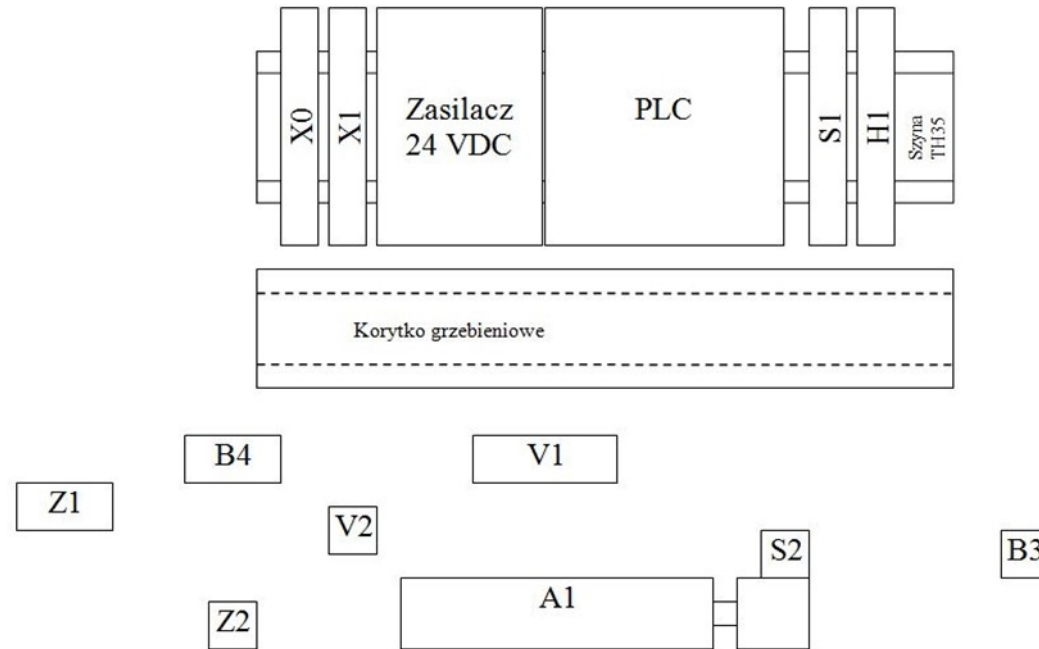 X0
X1
Zasilacz
24 VDC
PLC
S1
H1
Szyna
TH35
Korytko grzebieniowe
B4
V1
Z1
V2
S2
B3
A1
Z2